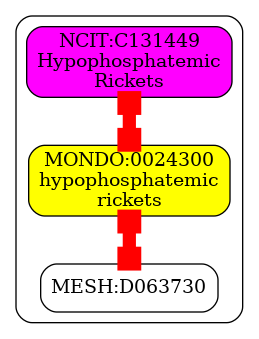 NCIT:C131449
Hypophosphatemic
Rickets
MONDO:0024300
hypophosphatemic
rickets
MESH:D063730